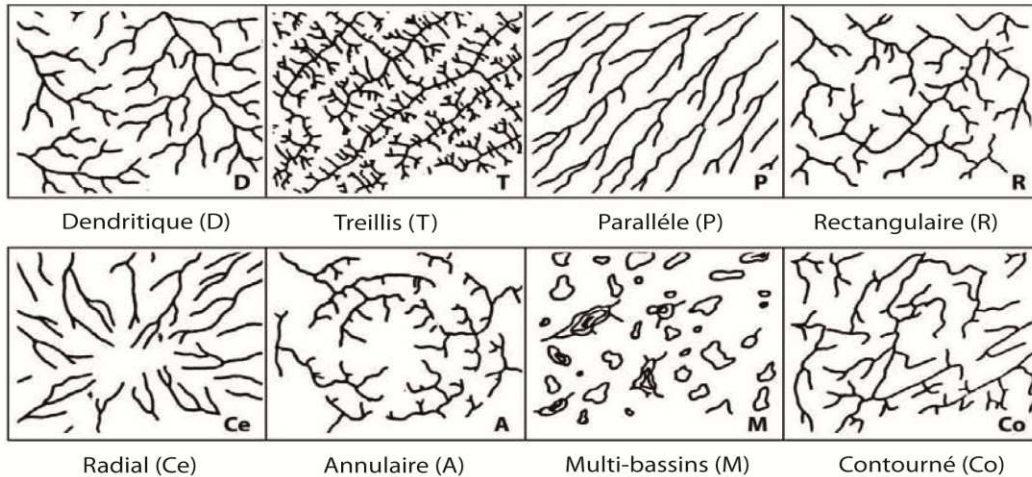 D T P R
Dendritique (D) Treillis (T) Paralléle (P) Rectangulaire (R)
Ce A M Co
Radial (Ce) Annulaire (A) Multi-bassins (M) Contourné (Co)